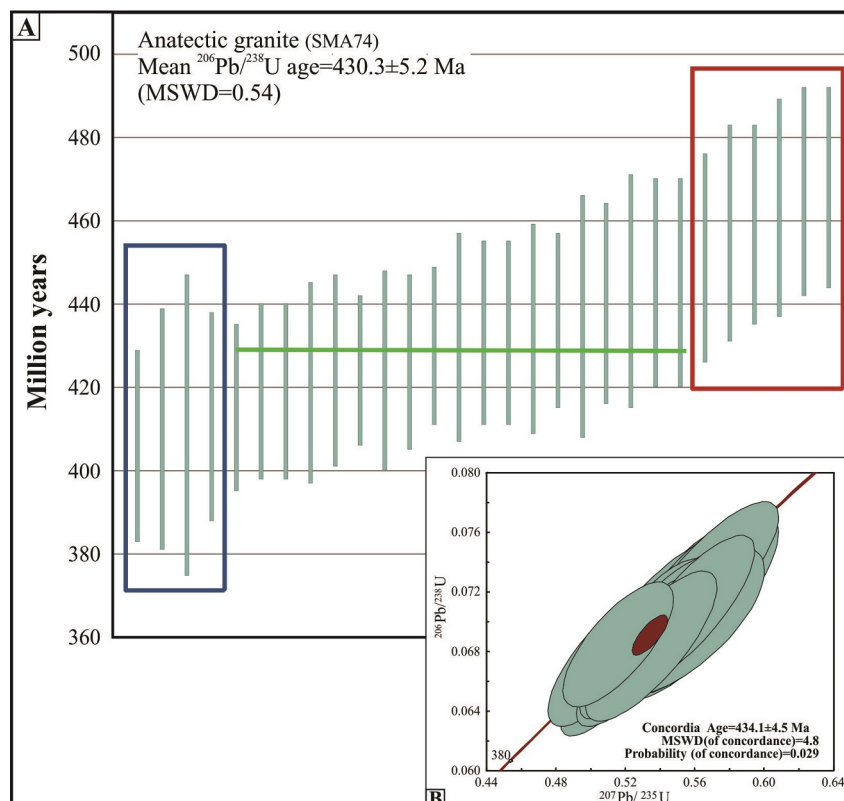 A
Anatectic granite (SMA74)
Mean ²⁰⁶Pb/²³⁸U age=430.3±5.2 Ma
(MSWD=0.54)
Million years
500
480
460
440
420
400
380
360
0.080
0.076
0.072
0.068
0.064
0.060
²⁰⁶Pb/²³⁸U
380
Concordia Age=434.1±4.5 Ma
MSWD(of concordance)=4.8
Probability (of concordance)=0.029
0.44
0.48
0.52
0.56
0.60
0.64
B
²⁰⁷Pb/ ²³⁵U